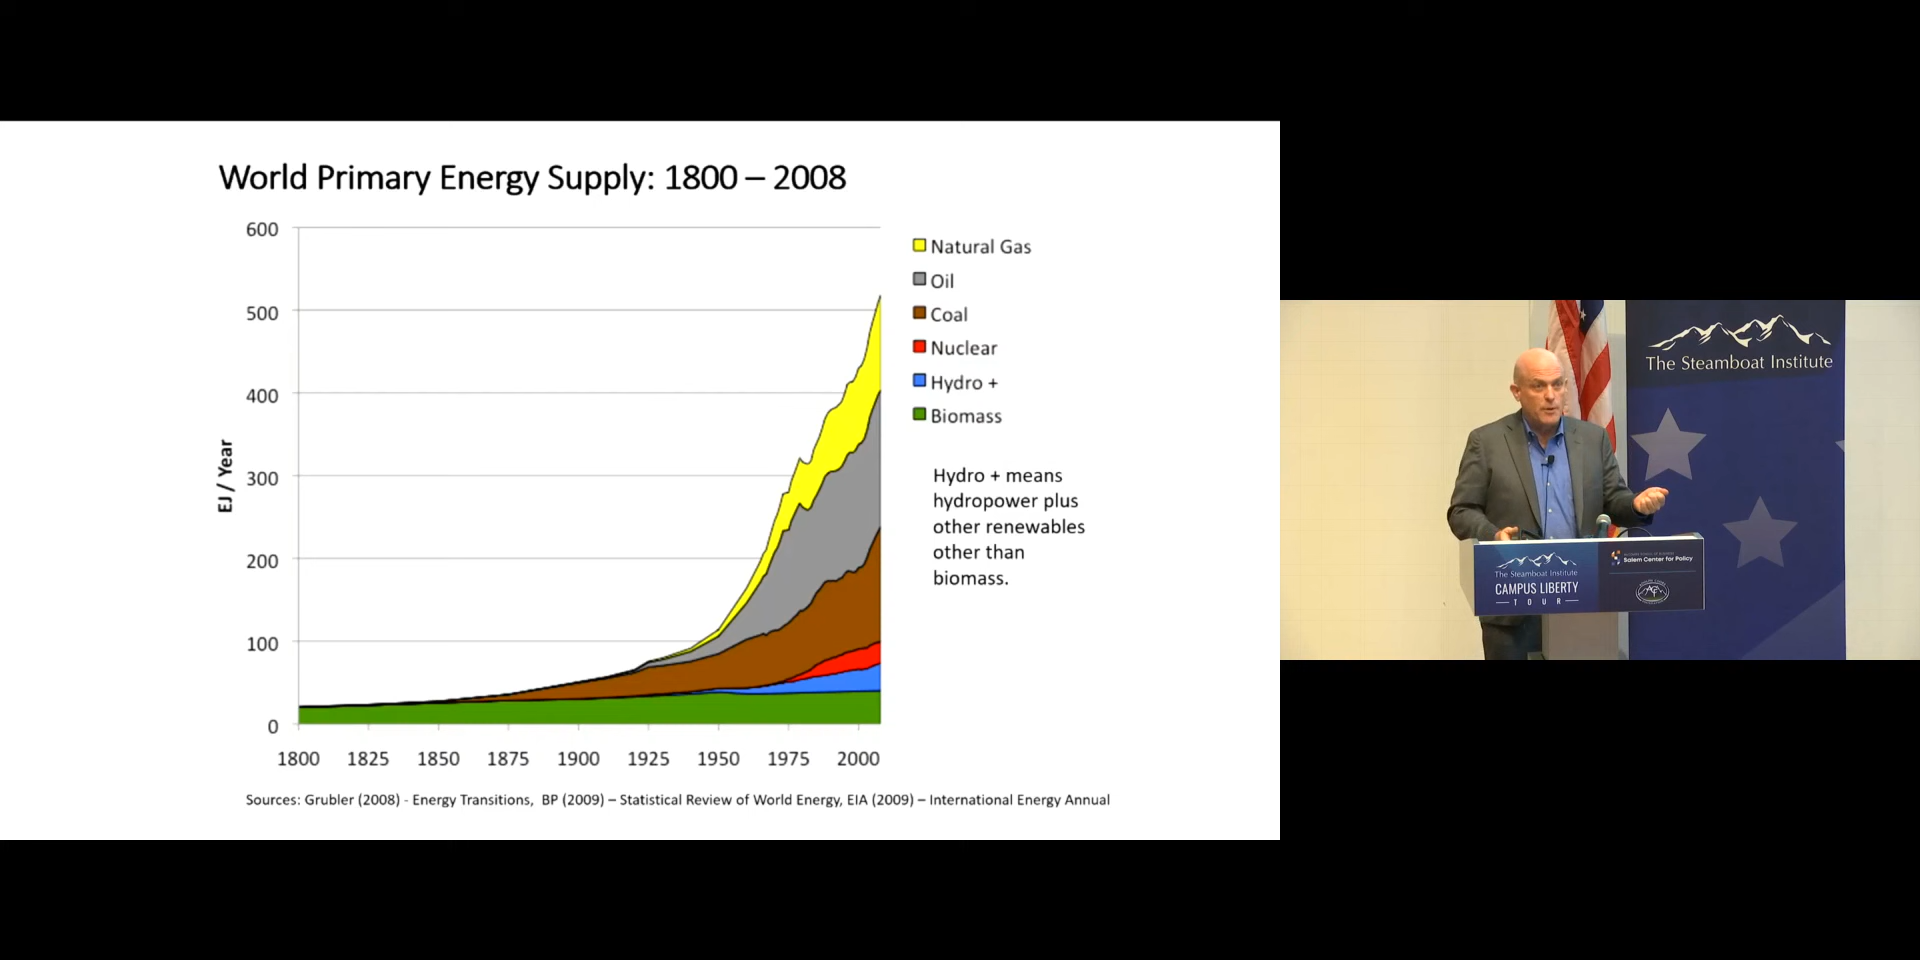 World Primary Energy Supply: 1800 – 2008
600
500
400
300
200
100
0
EJ / Year
1800 1825 1850 1875 1900 1925 1950 1975 2000
Natural Gas
Oil
Coal
Nuclear
Hydro +
Biomass
Hydro + means
hydropower plus
other renewables
other than
biomass.
Sources: Grubler (2008) - Energy Transitions, BP (2009) – Statistical Review of World Energy, EIA (2009) – International Energy Annual
The Steamboat Institute
The Steamboat Institute
CAMPUS LIBERTY
TOUR
Salem Center for Policy